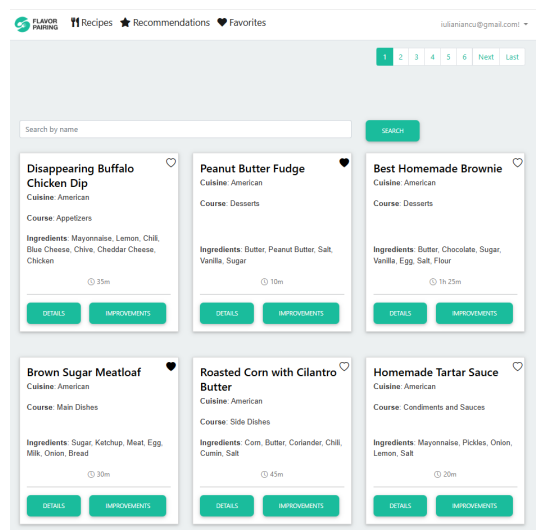 FLAVOR
PAIRING
Recipes Recommendations Favorites
iulianiancu@gmail.com!
1 2 3 4 5 6 Next Last
Search by name
SEARCH
Disappearing Buffalo
Chicken Dip
Cuisine: American
Course: Appetizers
Ingredients: Mayonnaise, Lemon, Chili,
Blue Cheese, Chive, Cheddar Cheese,
Chicken
35m
DETAILS IMPROVEMENTS
Peanut Butter Fudge
Cuisine: American
Course: Desserts
Ingredients: Butter, Peanut Butter, Salt,
Vanilla, Sugar
10m
DETAILS IMPROVEMENTS
Best Homemade Brownie
Cuisine: American
Course: Desserts
Ingredients: Butter, Chocolate, Sugar,
Vanilla, Egg, Salt, Flour
1h 25m
DETAILS IMPROVEMENTS
Brown Sugar Meatloaf
Cuisine: American
Course: Main Dishes
Ingredients: Sugar, Ketchup, Meat, Egg,
Milk, Onion, Bread
30m
DETAILS IMPROVEMENTS
Roasted Corn with Cilantro
Butter
Cuisine: American
Course: Side Dishes
Ingredients: Corn, Butter, Coriander, Chili,
Cumin, Salt
45m
DETAILS IMPROVEMENTS
Homemade Tartar Sauce
Cuisine: American
Course: Condiments and Sauces
Ingredients: Mayonnaise, Pickles, Onion,
Lemon, Salt
20m
DETAILS IMPROVEMENTS